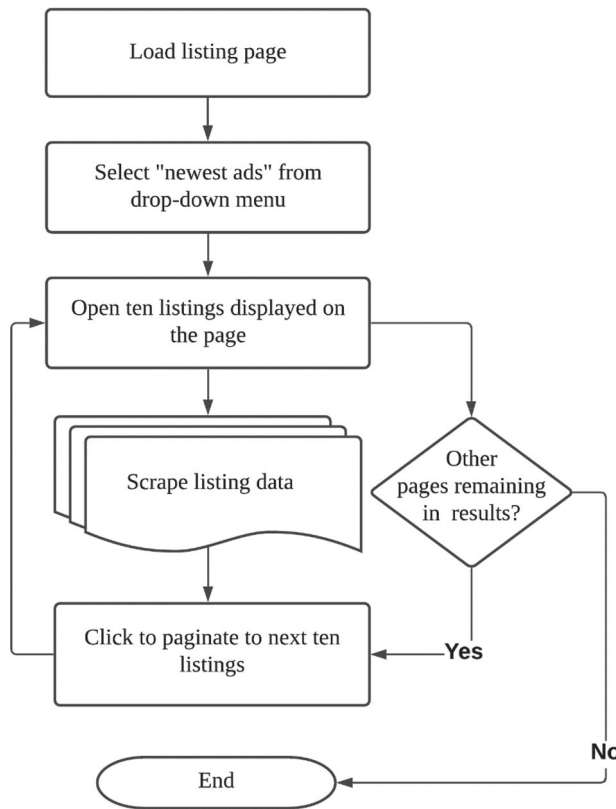 Load listing page
Select "newest ads" from
drop-down menu
Open ten listings displayed on
the page
Scrape listing data
Other
pages remaining
in results?
Click to paginate to next ten
listings
Yes
No
End